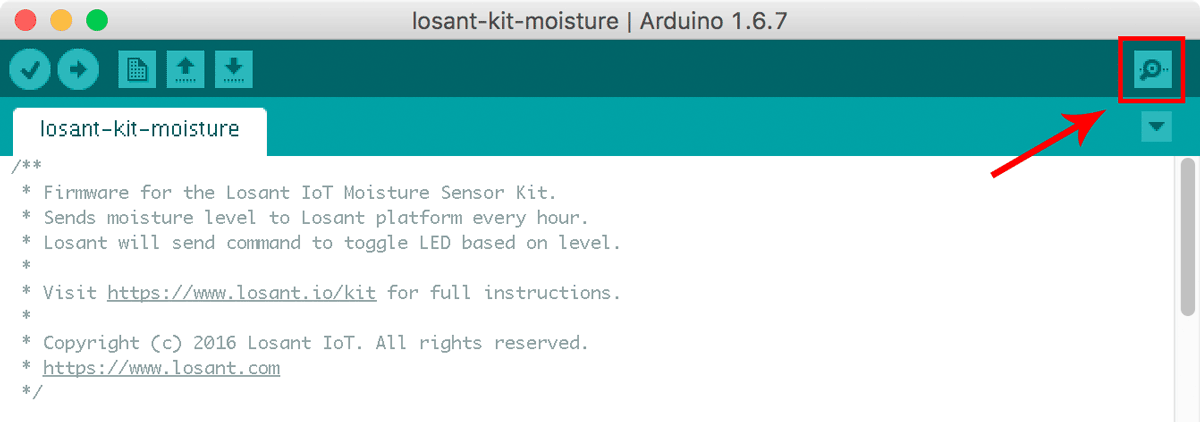 losant-kit-moisture | Arduino 1.6.7
losant-kit-moisture
/**
 * Firmware for the Losant IoT Moisture Sensor Kit.
 * Sends moisture level to Losant platform every hour.
 * Losant will send command to toggle LED based on level.
 *
 * Visit https://www.losant.io/kit for full instructions.
 *
 * Copyright (c) 2016 Losant IoT. All rights reserved.
 * https://www.losant.com
 */